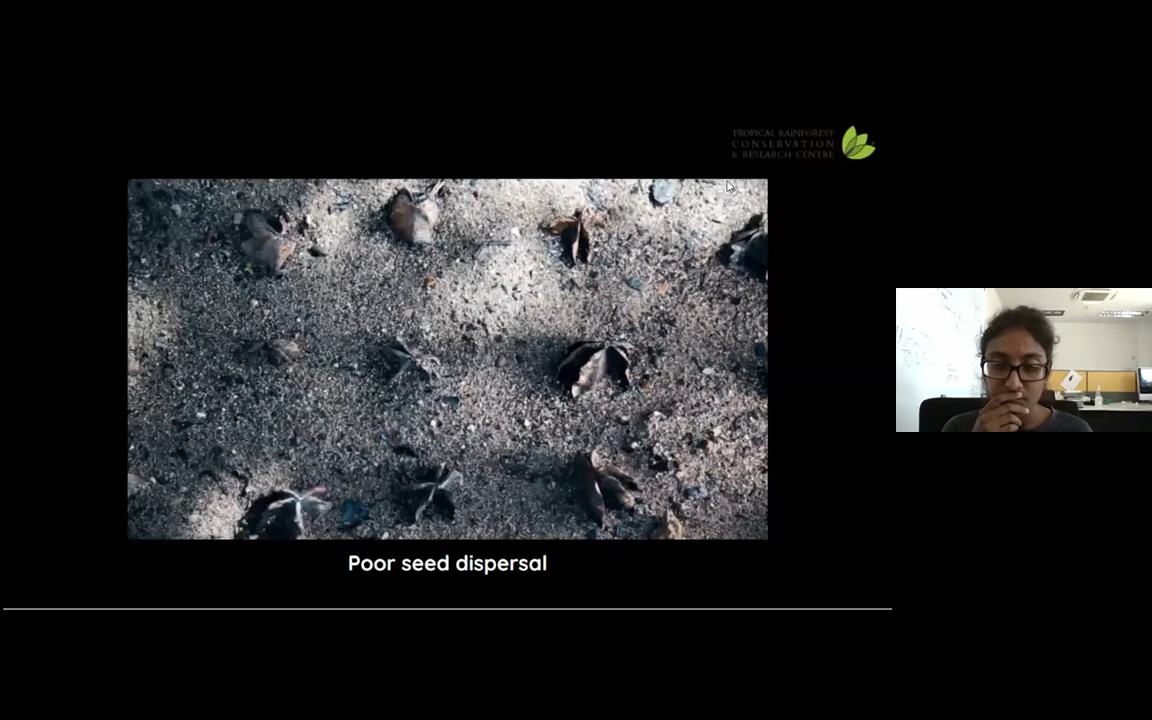 TROPICAL RAINFOREST
CONSERVATION
& RESEARCH CENTRE
Poor seed dispersal